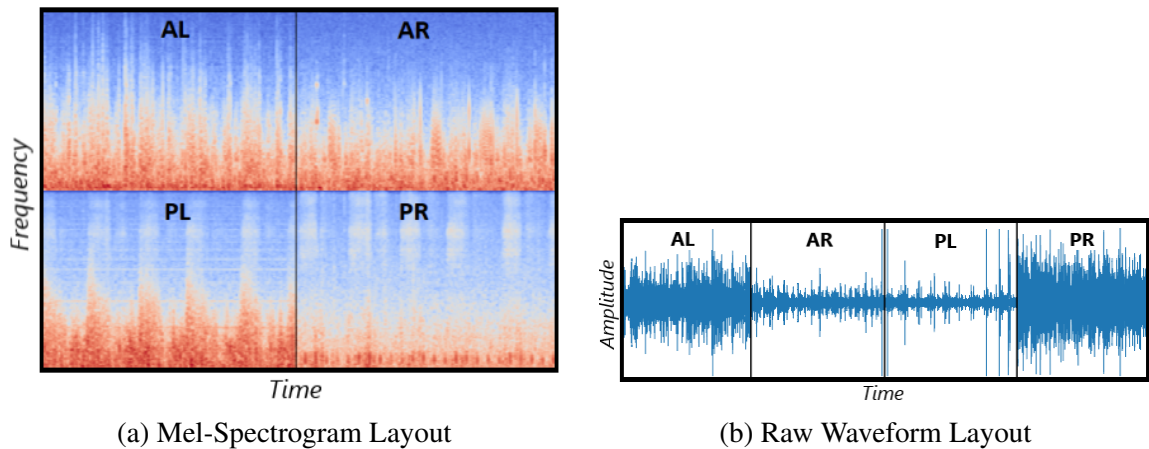 AL AR
Frequency
PL PR
Time
(a) Mel-Spectrogram Layout
AL AR PL PR
Amplitude
Time
(b) Raw Waveform Layout